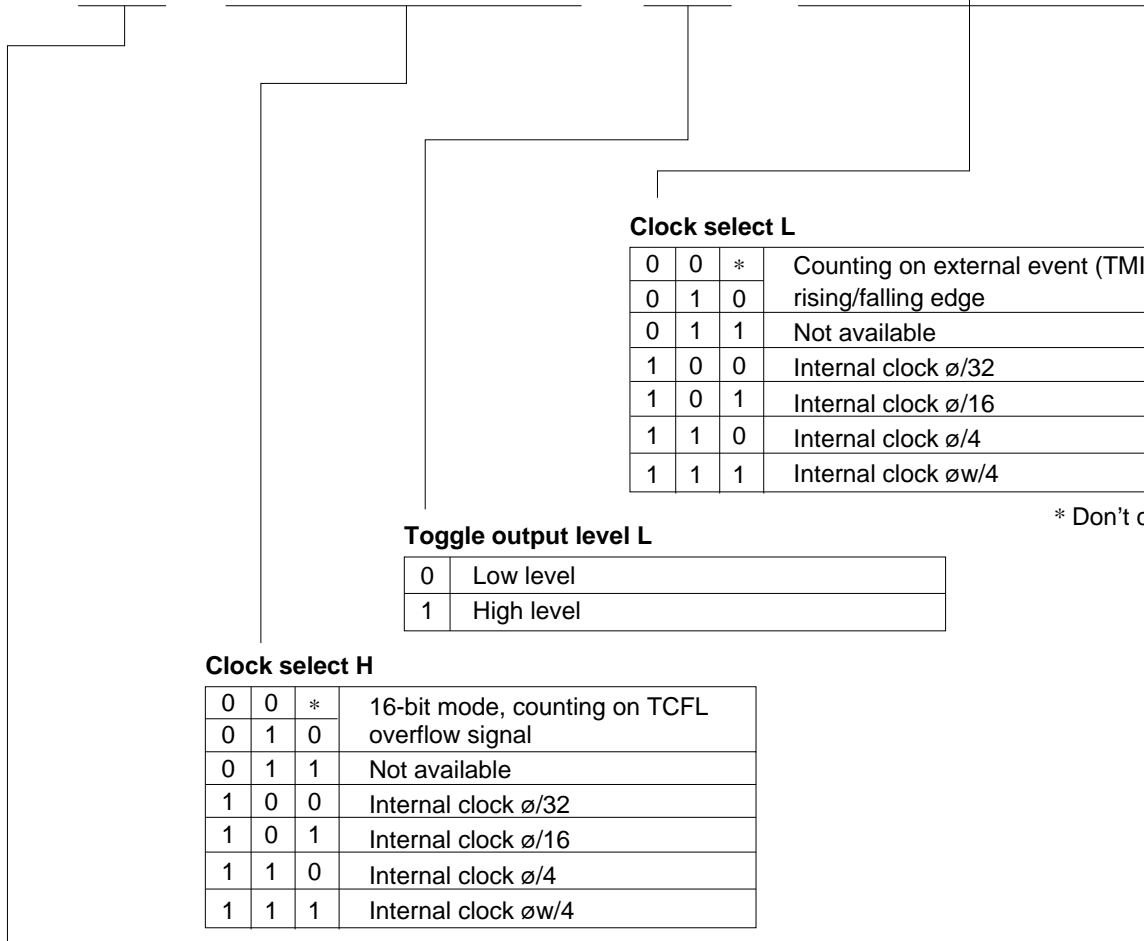 Clock select L
0 0 * Counting on external event (TMI
0 1 0 rising/falling edge
0 1 1 Not available
1 0 0 Internal clock ø/32
1 0 1 Internal clock ø/16
1 1 0 Internal clock ø/4
1 1 1 Internal clock øw/4
* Don't
Toggle output level L
0 Low level
1 High level
Clock select H
0 0 * 16-bit mode, counting on TCFL
0 1 0 overflow signal
0 1 1 Not available
1 0 0 Internal clock ø/32
1 0 1 Internal clock ø/16
1 1 0 Internal clock ø/4
1 1 1 Internal clock øw/4